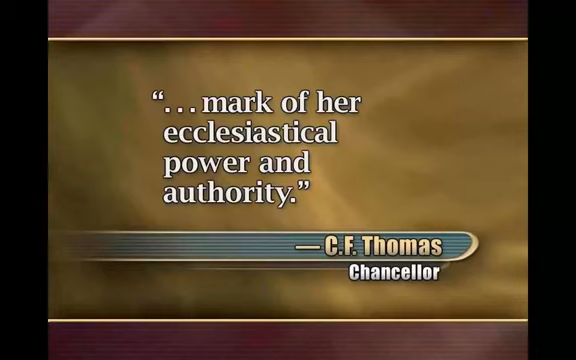 “. . . mark of her
ecclesiastical
power and
authority.”
— C.F. Thomas
Chancellor